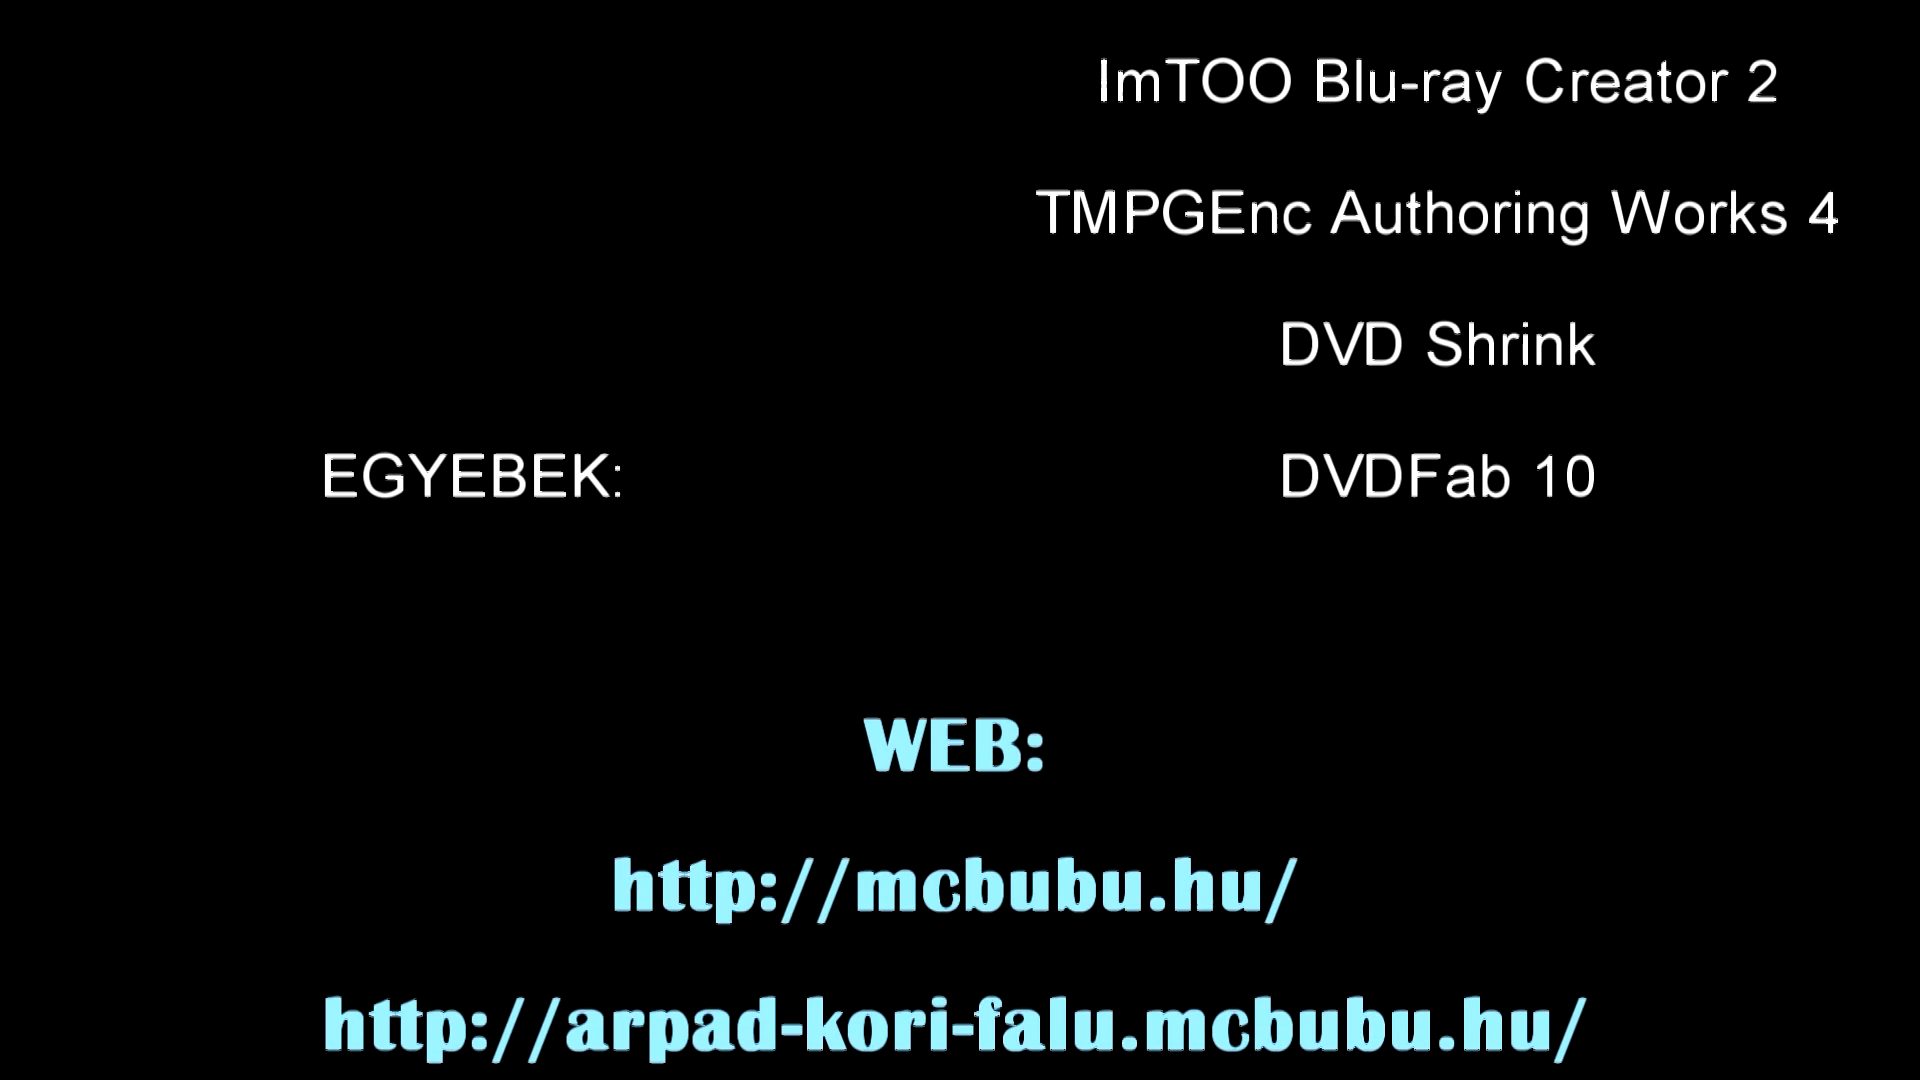 ImTOO Blu-ray Creator 2
TMPGEnc Authoring Works 4
DVD Shrink
EGYEBEK: DVDFab 10
WEB:
http://mcbubu.hu/
http://arpad-kori-falu.mcbubu.hu/